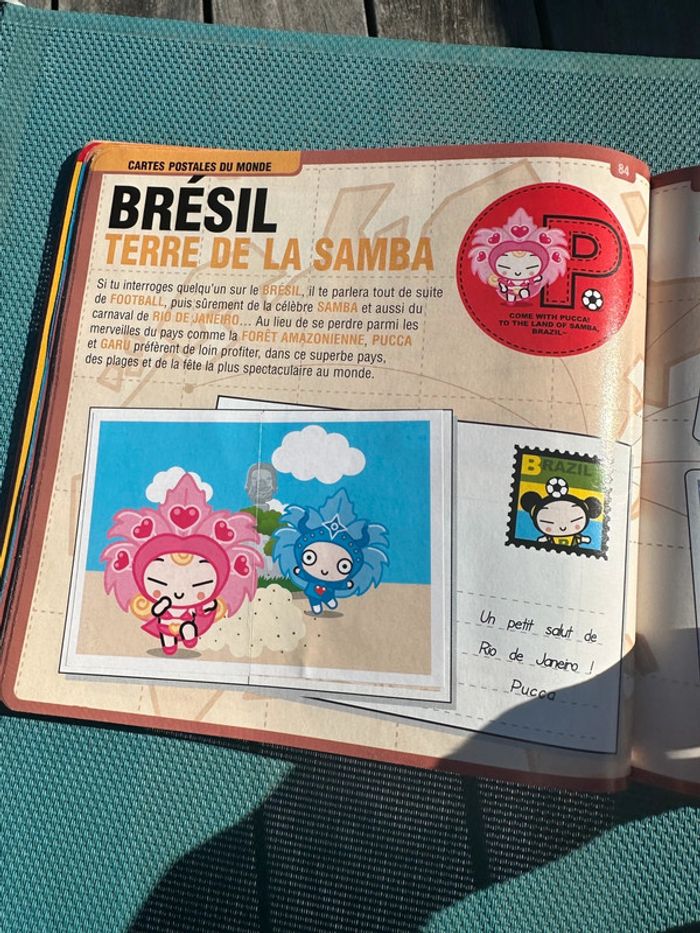 CARTES POSTALES DU MONDE
84
BRÉSIL
TERRE DE LA SAMBA
Si tu interroges quelqu'un sur le BRÉSIL, il te parlera tout de suite
de FOOTBALL, puis sûrement de la célèbre SAMBA et aussi du
carnaval de RIO DE JANEIRO... Au lieu de se perdre parmi les
merveilles du pays comme la FORÊT AMAZONIENNE, PUCCA
et GARU préfèrent de loin profiter, dans ce superbe pays,
des plages et de la fête la plus spectaculaire au monde.
P.
COME WITH PUCCA!
TO THE LAND OF SAMBA,
BRAZIL~
BRAZIL
Un petit salut de
Rio de Janeiro !
Pucca